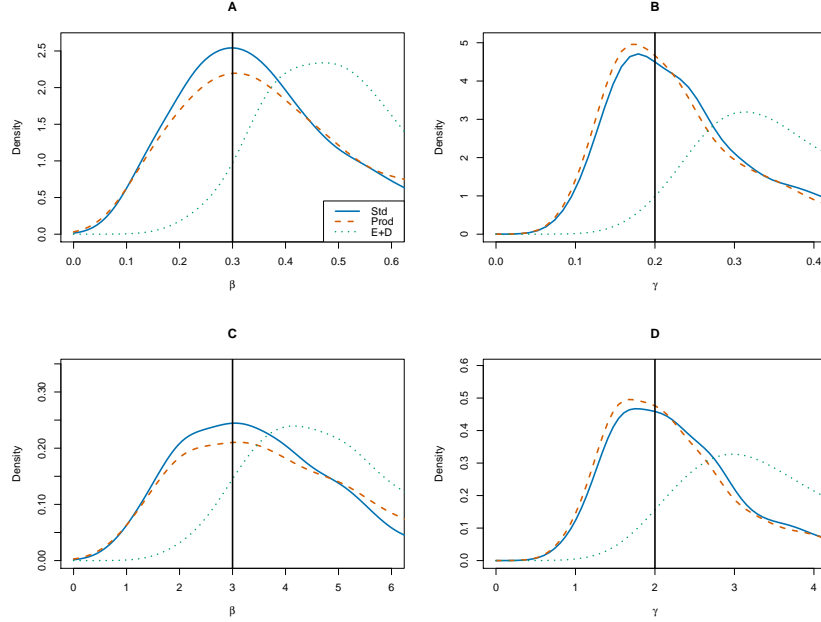 A
Density
0.0 0.5 1.0 1.5 2.0 2.5
0.0 0.1 0.2 0.3 0.4 0.5 0.6
β
Std
Prod
E+D
B
Density
0 1 2 3 4 5
0.0 0.1 0.2 0.3 0.4
γ
C
Density
0.00 0.10 0.20 0.30
0 1 2 3 4 5 6
β
D
Density
0.0 0.1 0.2 0.3 0.4 0.5 0.6
0 1 2 3 4
γ